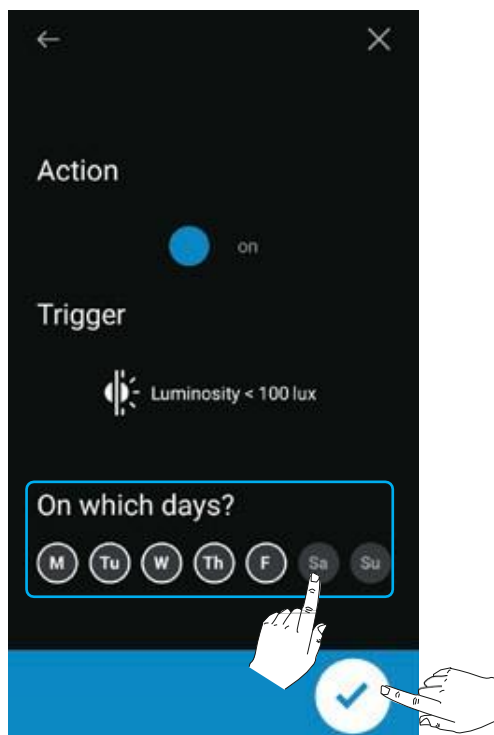 Action
on
Trigger
Luminosity < 100 lux
On which days?
M Tu W Th F Sa Su